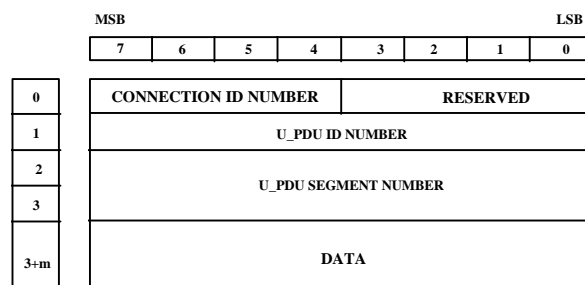 MSB LSB
7 6 5 4 3 2 1 0
0 CONNECTION ID NUMBER RESERVED
1 U_PDU ID NUMBER
2
U_PDU SEGMENT NUMBER
3
3+m DATA